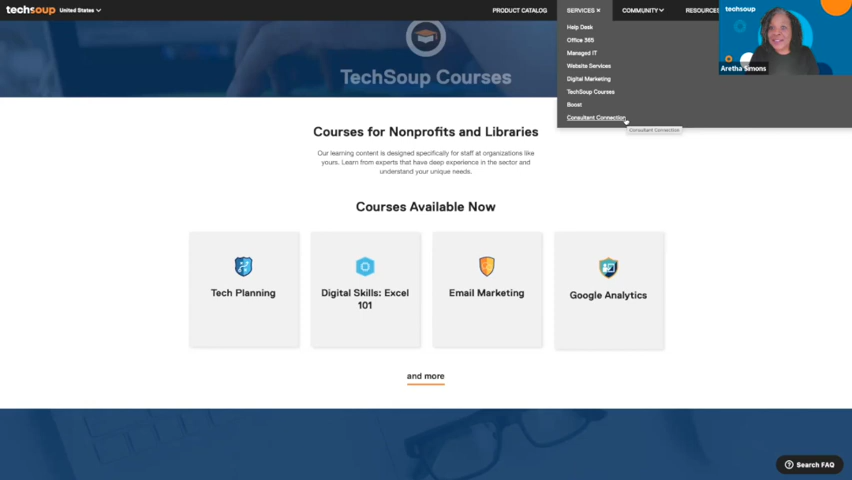 techsoup United States
PRODUCT CATALOG
SERVICES ×
COMMUNITY
RESOURCES
Help Desk
Office 365
Managed IT
Website Services
Digital Marketing
TechSoup Courses
Boost
Consultant Connection
Consultant Connection
techsoup
Aretha Simons
TechSoup Courses
Courses for Nonprofits and Libraries
Our learning content is designed specifically for staff at organizations like
yours. Learn from experts that have deep experience in the sector and
understand your unique needs.
Courses Available Now
Tech Planning
Digital Skills: Excel
101
Email Marketing
Google Analytics
and more
Search FAQ